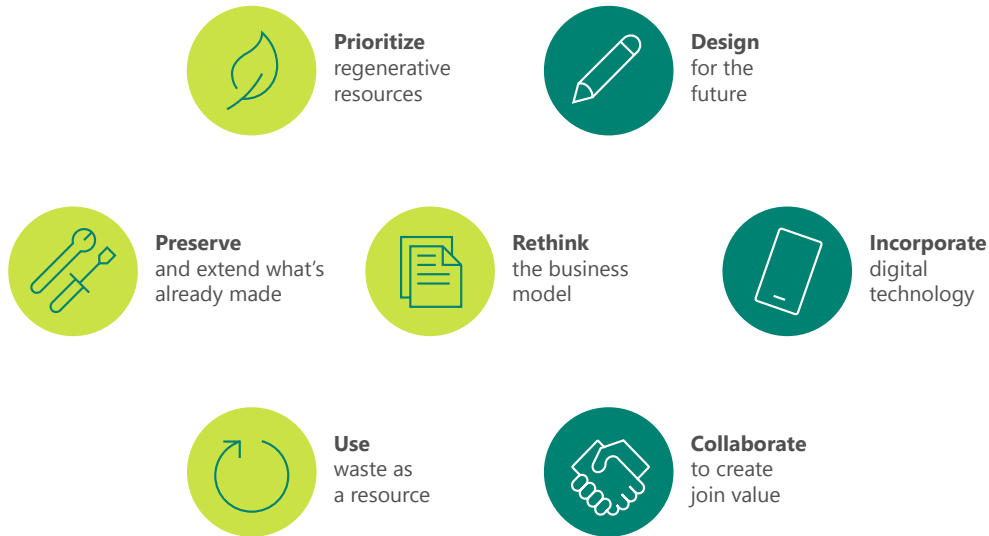 Prioritize
regenerative
resources
Design
for the
future
Preserve
and extend what's
already made
Rethink
the business
model
Incorporate
digital
technology
Use
waste as
a resource
Collaborate
to create
join value